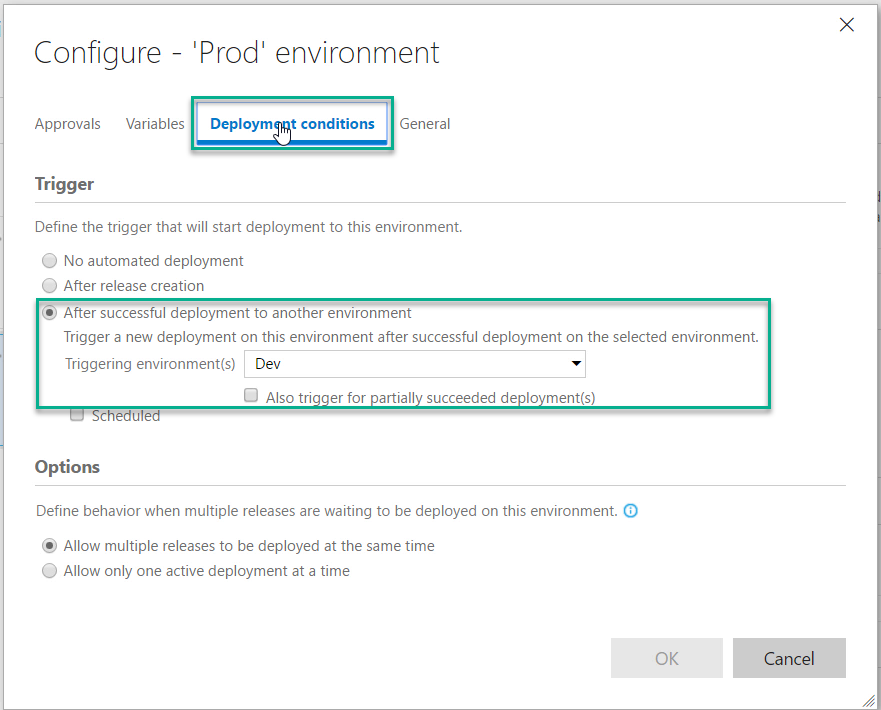 Configure - 'Prod' environment
Approvals Variables Deployment conditions General
Trigger
Define the trigger that will start deployment to this environment.
No automated deployment
After release creation
After successful deployment to another environment
Trigger a new deployment on this environment after successful deployment on the selected environment.
Triggering environment(s) Dev
Also trigger for partially succeeded deployment(s)
Scheduled
Options
Define behavior when multiple releases are waiting to be deployed on this environment.
Allow multiple releases to be deployed at the same time
Allow only one active deployment at a time
OK Cancel